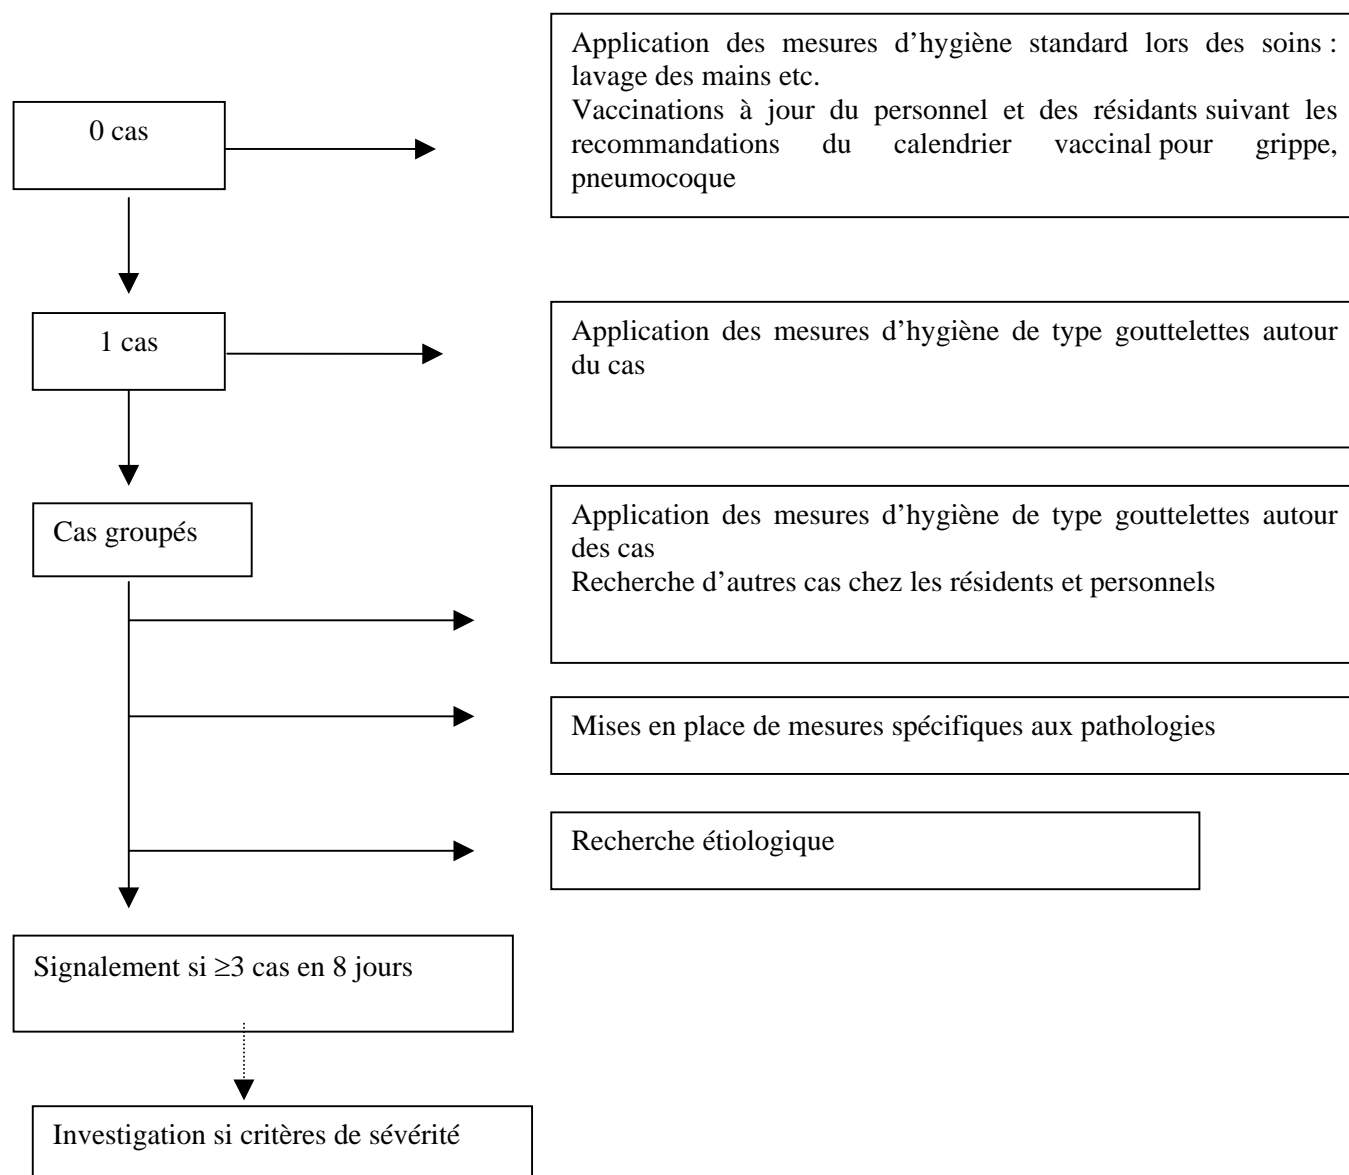 Application des mesures d’hygiène standard lors des soins :
lavage des mains etc.
Vaccinations à jour du personnel et des résidants suivant les
recommandations du calendrier vaccinal pour grippe,
pneumocoque
0 cas
1 cas
Application des mesures d’hygiène de type gouttelettes autour
du cas
Cas groupés
Application des mesures d’hygiène de type gouttelettes autour
des cas
Recherche d’autres cas chez les résidents et personnels
Mises en place de mesures spécifiques aux pathologies
Recherche étiologique
Signalement si ≥3 cas en 8 jours
Investigation si critères de sévérité